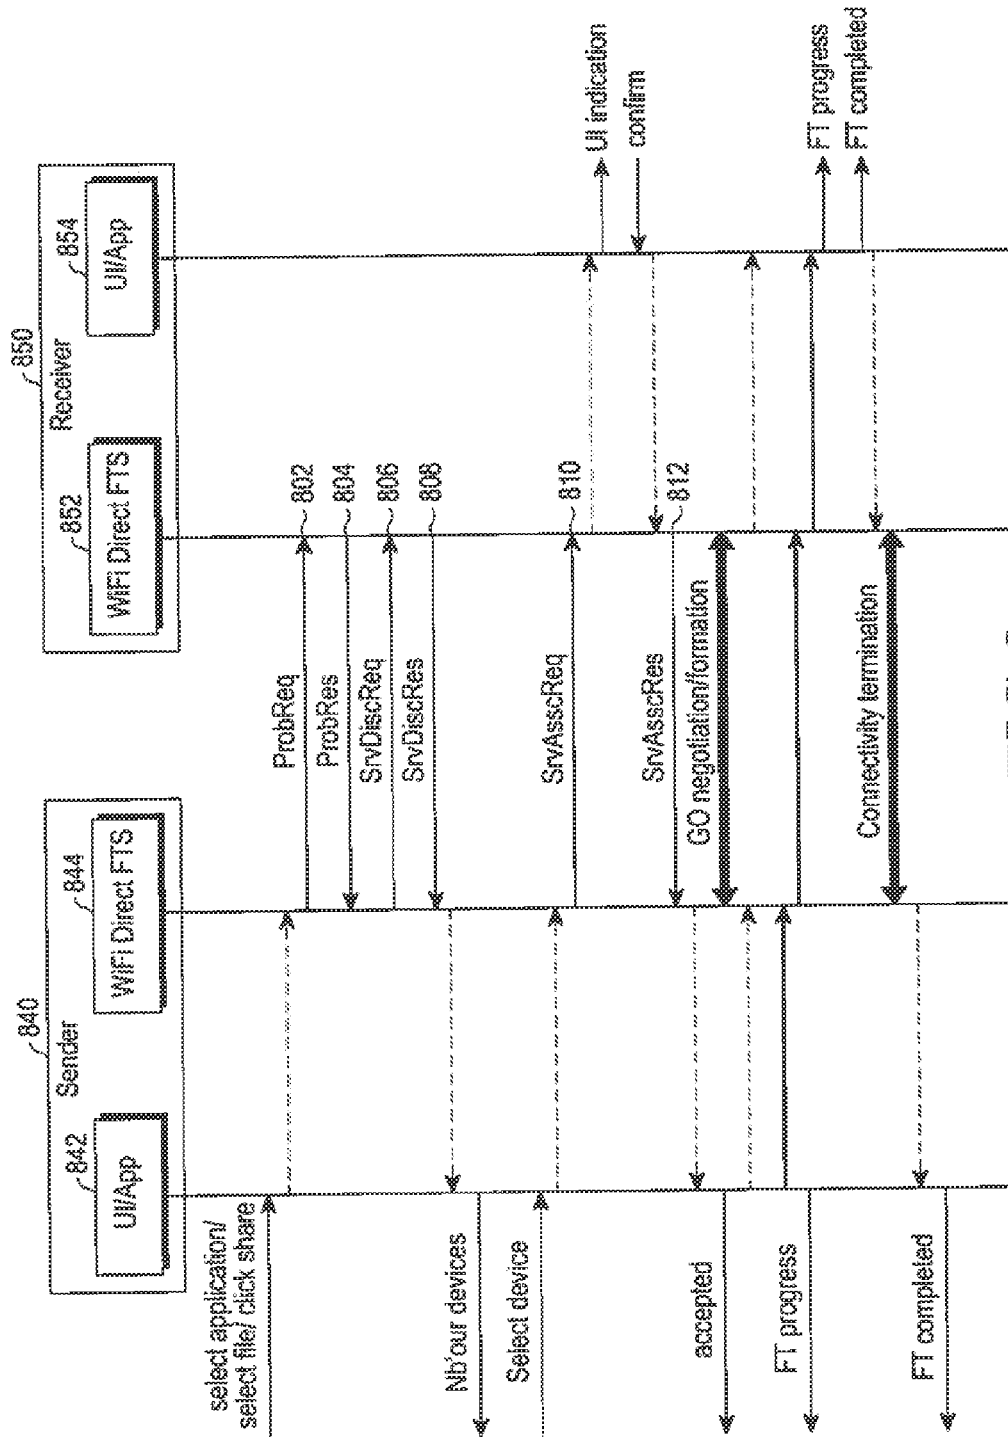 840
Sender
842
UI/App
844
WiFi Direct FTS
850
Receiver
852
WiFi Direct FTS
854
UI/App
select application/
select file/ click share
ProbReq
802
ProbRes
804
SrvDiscReq
806
SrvDiscRes
808
Nb'our devices
Select device
SrvAsscReq
810
UI indication
confirm
SrvAsscRes
812
accepted
GO negotiation/formation
FT progress
FT progress
FT completed
Connectivity termination
FT completed